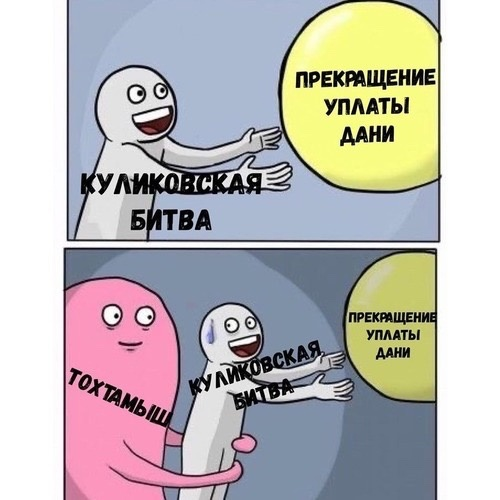 ПРЕКРАЩЕНИЕ
УПЛАТЫ
ДАНИ
КУЛИКОВСКАЯ
БИТВА
ТОХТАМЫШ
КУЛИКОВСКАЯ
БИТВА
ПРЕКРАЩЕНИЕ
УПЛАТЫ
ДАНИ